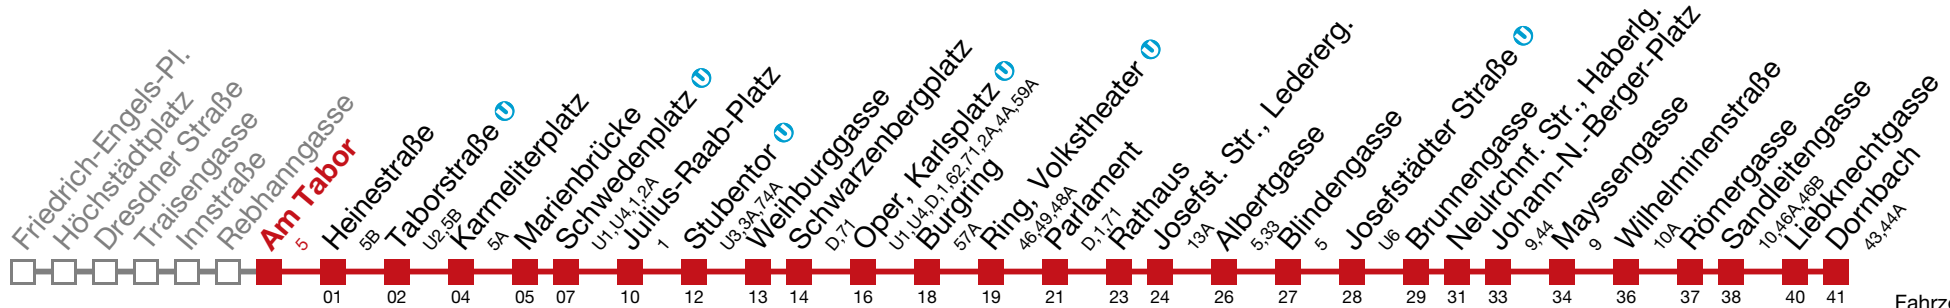 Friedrich-Engels-Pl.
Höchstädtplatz
Dresdner Straße
Traisengasse
Innstraße
Rebhanngasse
Am Tabor
5
Heinestraße
5B
Taborstraße U
U2,5B
Karmeliterplatz
5A
Marienbrücke
Schwedenplatz U
U1,U4,1,2A
Julius-Raab-Platz
1
Stubentor U
U3,3A,74A
Weihburggasse
Schwarzenbergplatz
D,71
Oper, Karlsplatz U
U1,U4,D,1,62,71,2A,4A,59A
Burgring
57A
Ring, Volkstheater U
46,49,48A
Parlament
D,1,71
Rathaus
Josefst. Str., Ledererg.
13A
Albertgasse
5,33
Blindengasse
5
Josefstädter Straße U
U6
Brunnengasse
Neulrchnf. Str., Haberlg.
Johann-N.-Berger-Platz
9,44
Mayssengasse
9
Wilhelminenstraße
10A
Römergasse
Sandleitengasse
10,46A,46B
Liebknechtgasse
Dornbach
43,44A
01 02 04 05 07 10 12 13 14 16 18 19 21 23 24 26 27 28 29 31 33 34 36 37 38 40 41